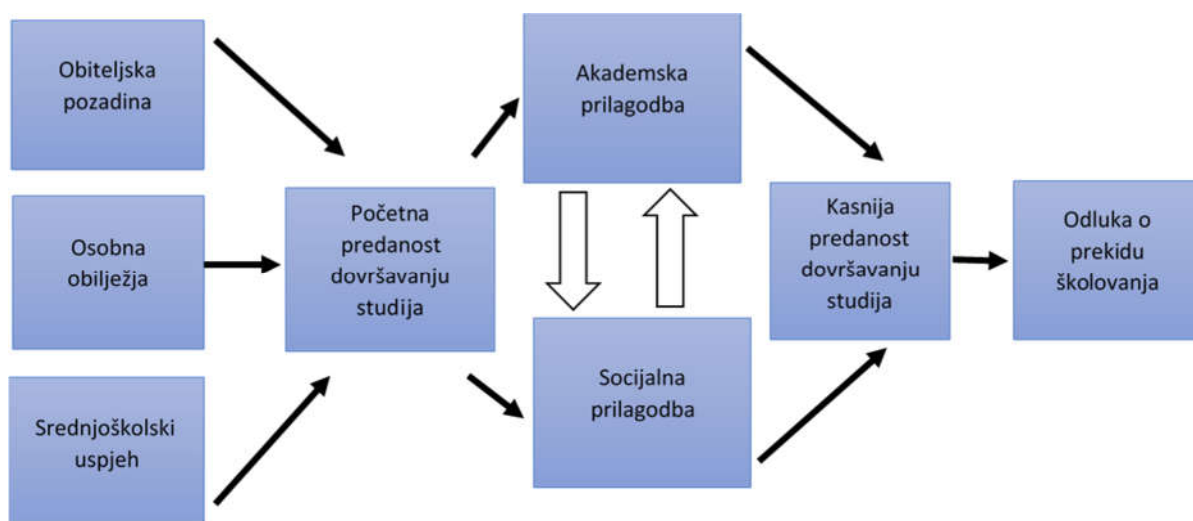 Obiteljska
pozadina
Osobna
obilježja
Srednjoškolski
uspjeh
Početna
predanost
dovršavanju
studija
Akademska
prilagodba
Socijalna
prilagodba
Kasnija
predanost
dovršavanju
studija
Odluka o
prekidu
školovanja